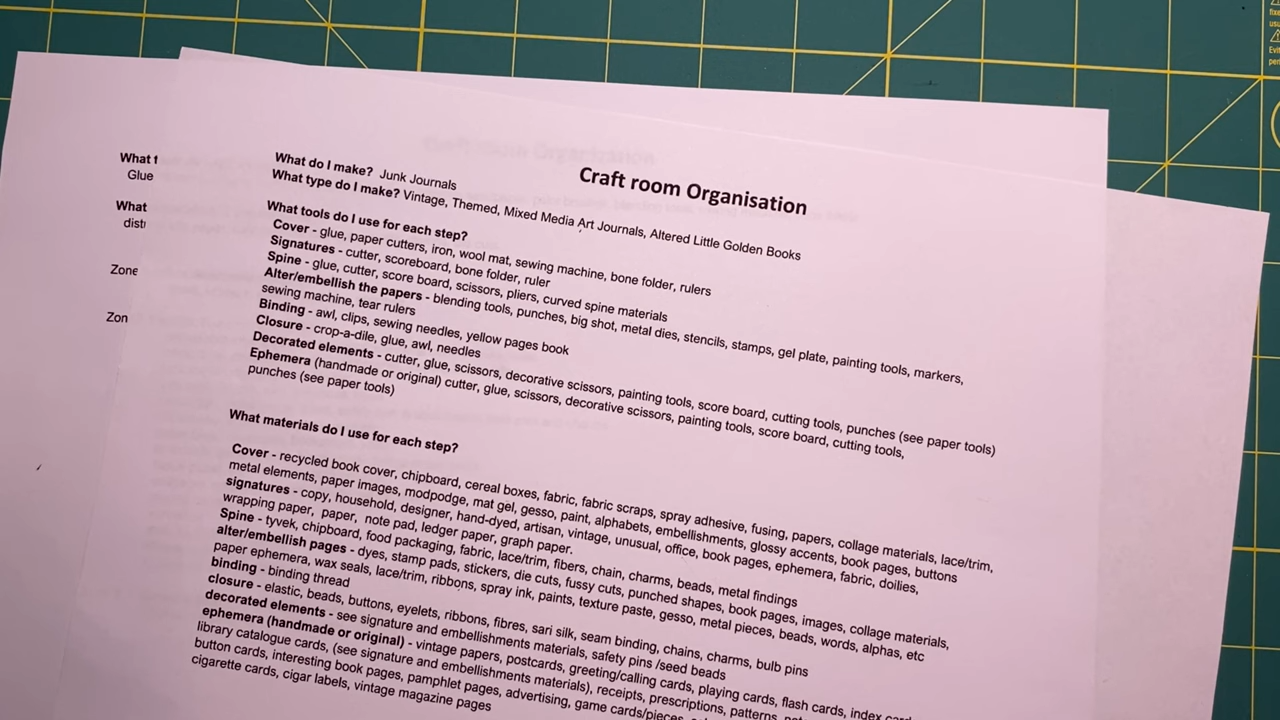 Craft room Organisation
What do I make? Junk Journals
What type do I make? Vintage, Themed, Mixed Media Art Journals, Altered Little Golden Books
What tools do I use for each step?
Cover - glue, paper cutters, iron, wool mat, sewing machine, bone folder, rulers
Signatures - cutter, scoreboard, bone folder, ruler
Spine - glue, cutter, score board, scissors, pliers, curved spine materials
Alter/embellish the papers - blending tools, punches, big shot, metal dies, stencils, stamps, gel plate, painting tools, markers,
sewing machine, tear rulers
Binding - awl, clips, sewing needles, yellow pages book
Closure - crop-a-dile, glue, awl, needles
Decorated elements - cutter, glue, scissors, decorative scissors, painting tools, score board, cutting tools, punches (see paper tools)
Ephemera (handmade or original) cutter, glue, scissors, decorative scissors, painting tools, score board, cutting tools,
punches (see paper tools)
What materials do I use for each step?
Cover - recycled book cover, chipboard, cereal boxes, fabric, fabric scraps, spray adhesive, fusing, papers, collage materials, lace/trim,
metal elements, paper images, modpodge, mat gel, gesso, paint, alphabets, embellishments, glossy accents, book pages, buttons
signatures - copy, household, designer, hand-dyed, artisan, vintage, unusual, office, book pages, ephemera, fabric, doilies,
wrapping paper, paper, note pad, ledger paper, graph paper.
Spine - tyvek, chipboard, food packaging, fabric, lace/trim, fibers, chain, charms, beads, metal findings
alter/embellish pages - dyes, stamp pads, stickers, die cuts, fussy cuts, punched shapes, book pages, images, collage materials,
paper ephemera, wax seals, lace/trim, ribbons, spray ink, paints, texture paste, gesso, metal pieces, beads, words, alphas, etc
binding - binding thread
closure - elastic, beads, buttons, eyelets, ribbons, fibres, sari silk, seam binding, chains, charms, bulb pins
decorated elements - see signature and embellishments materials, safety pins /seed beads
ephemera (handmade or original) - vintage papers, postcards, greeting/calling cards, playing cards, flash cards, index
library catalogue cards, (see signature and embellishments materials), receipts, prescriptions, patterns,
button cards, interesting book pages, pamphlet pages, advertising, game cards/pieces,
cigarette cards, cigar labels, vintage magazine pages
What
Glue
What
Zone